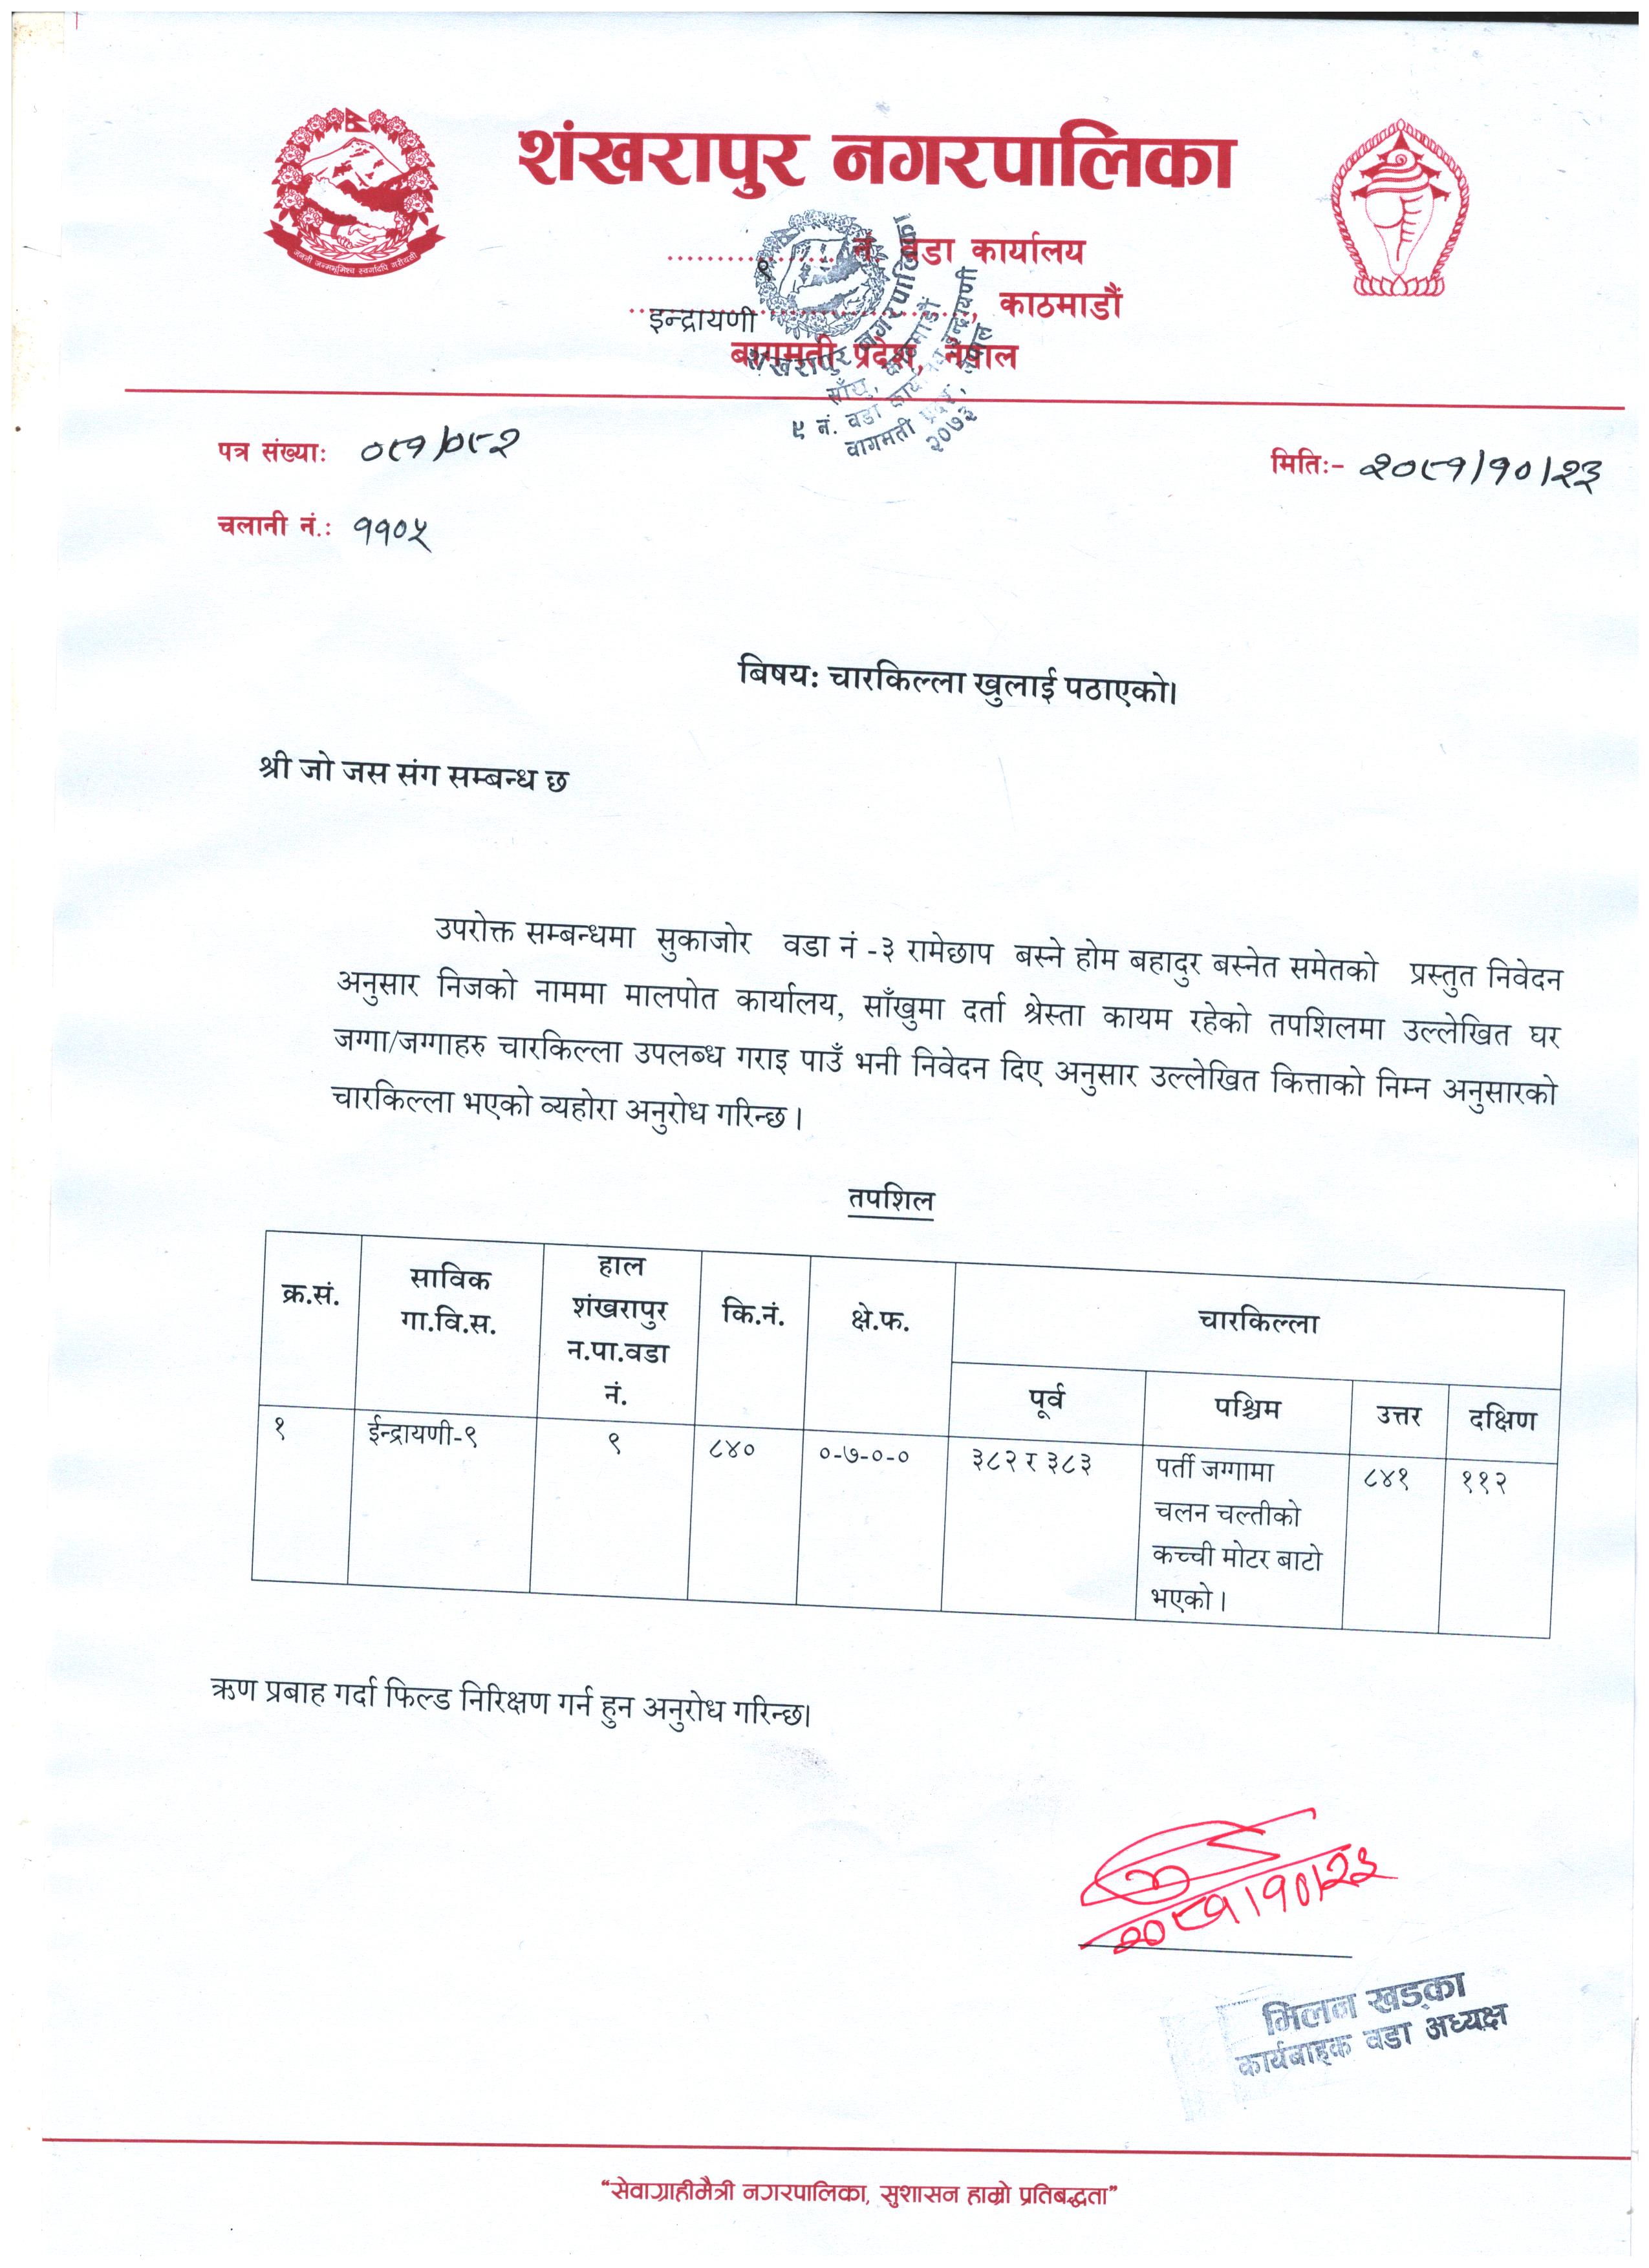 शंखरापुर नगरपालिका
९ नं. वडा कार्यालय
इन्द्रायणी, काठमाडौं
बागमती प्रदेश, नेपाल
जननी जन्मभूमिश्च स्वर्गादपि गरीयसी
शंखरापुर नगरपालिका
साँखु, काठमाडौं
९ नं. वडा कार्यालय इन्द्रायणी
बागमती प्रदेश, नेपाल
२०७३
पत्र संख्याः ०८१/०८२
मितिः- २०८१/१०/२३
चलानी नं.: ११०५
बिषय: चारकिल्ला खुलाई पठाएको।
श्री जो जस संग सम्बन्ध छ
उपरोक्त सम्बन्धमा सुकाजोर वडा नं -३ रामेछाप बस्ने होम बहादुर बस्नेत समेतको प्रस्तुत निवेदन
अनुसार निजको नाममा मालपोत कार्यालय, साँखुमा दर्ता श्रेस्ता कायम रहेको तपशिलमा उल्लेखित घर
जग्गा/जग्गाहरु चारकिल्ला उपलब्ध गराइ पाउँ भनी निवेदन दिए अनुसार उल्लेखित कित्ताको निम्न अनुसारको
चारकिल्ला भएको व्यहोरा अनुरोध गरिन्छ।
तपशिल
क्र.सं. साविक गा.वि.स. हाल शंखरापुर न.पा.वडा नं. कि.नं. क्षे.फ. चारकिल्ला
पूर्व पश्चिम उत्तर दक्षिण
१ ईन्द्रायणी-९ ९ ८४० ०-७-०-० ३८२ र ३८३ पर्ती जग्गामा चलन चल्तीको कच्ची मोटर बाटो भएको। ८४१ ११२
ऋण प्रबाह गर्दा फिल्ड निरिक्षण गर्न हुन अनुरोध गरिन्छ।
२०८१/१०/२३
मिलन खड्का
कार्यबाहक वडा अध्यक्ष
“सेवाग्राहीमैत्री नगरपालिका, सुशासन हाम्रो प्रतिबद्धता”